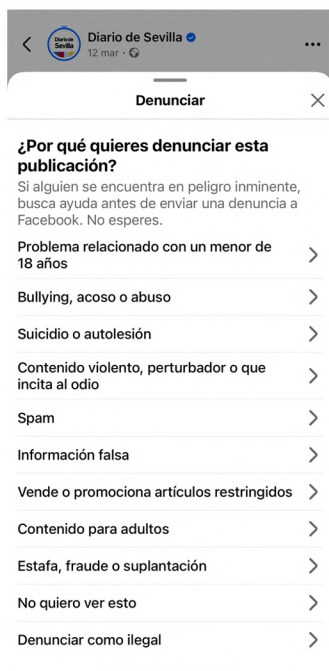 Diario de Sevilla
12 mar ·
Diario de
Sevilla
Denunciar
¿Por qué quieres denunciar esta
publicación?
Si alguien se encuentra en peligro inminente,
busca ayuda antes de enviar una denuncia a
Facebook. No esperes.
Problema relacionado con un menor de
18 años
Bullying, acoso o abuso
Suicidio o autolesión
Contenido violento, perturbador o que
incita al odio
Spam
Información falsa
Vende o promociona artículos restringidos
Contenido para adultos
Estafa, fraude o suplantación
No quiero ver esto
Denunciar como ilegal